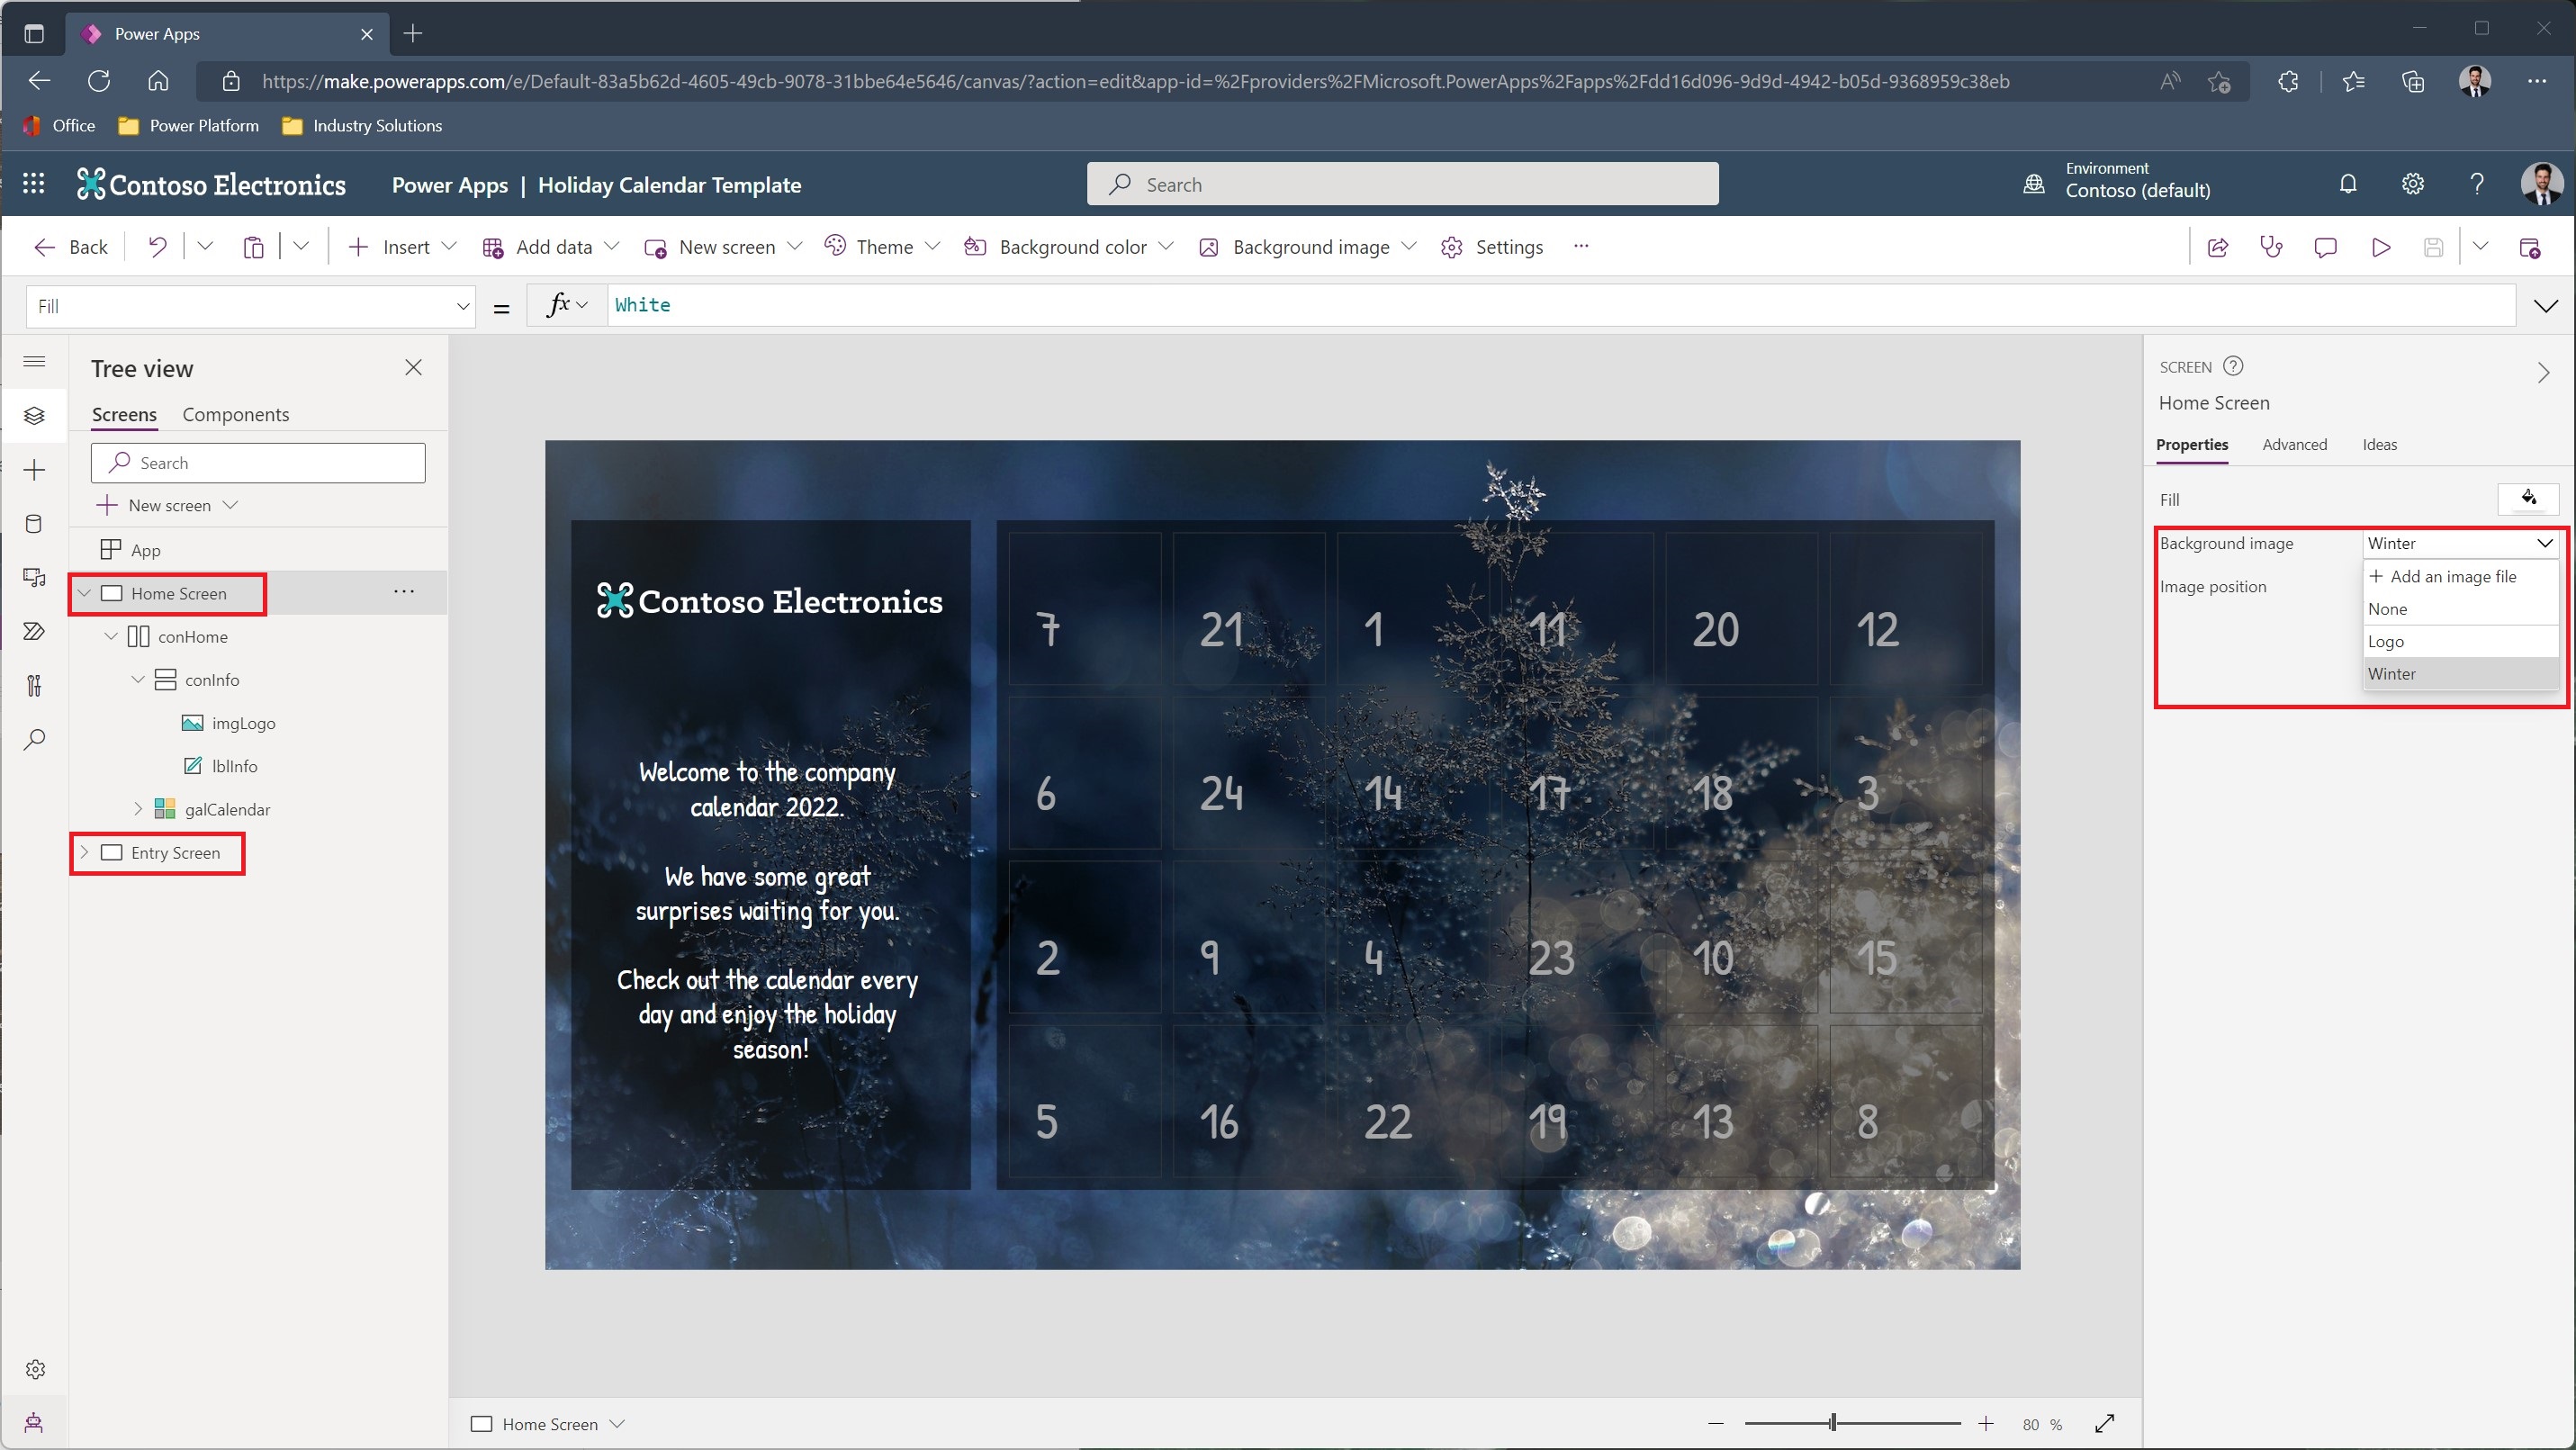 Power Apps
https://make.powerapps.com/e/Default-83a5b62d-4605-49cb-9078-31bbe64e5646/canvas/?action=edit&app-id=%2Fproviders%2FMicrosoft.PowerApps%2Fapps%2Fdd16d096-9d9d-4942-b05d-9368959c38eb
Office Power Platform Industry Solutions
Contoso Electronics Power Apps | Holiday Calendar Template Search
Environment
Contoso (default)
Back Insert Add data New screen Theme Background color Background image Settings
Fill = fx White
Tree view
Screens Components
Search
New screen
App
Home Screen
conHome
conInfo
imgLogo
lblInfo
galCalendar
Entry Screen
Contoso Electronics
Welcome to the company
calendar 2022.
We have some great
surprises waiting for you.
Check out the calendar every
day and enjoy the holiday
season!
7 21 1 11 20 12
6 24 14 17 18 3
2 9 4 23 10 15
5 16 22 19 13 8
Home Screen
80 %
SCREEN
Home Screen
Properties Advanced Ideas
Fill
Background image Winter
Image position
Add an image file
None
Logo
Winter